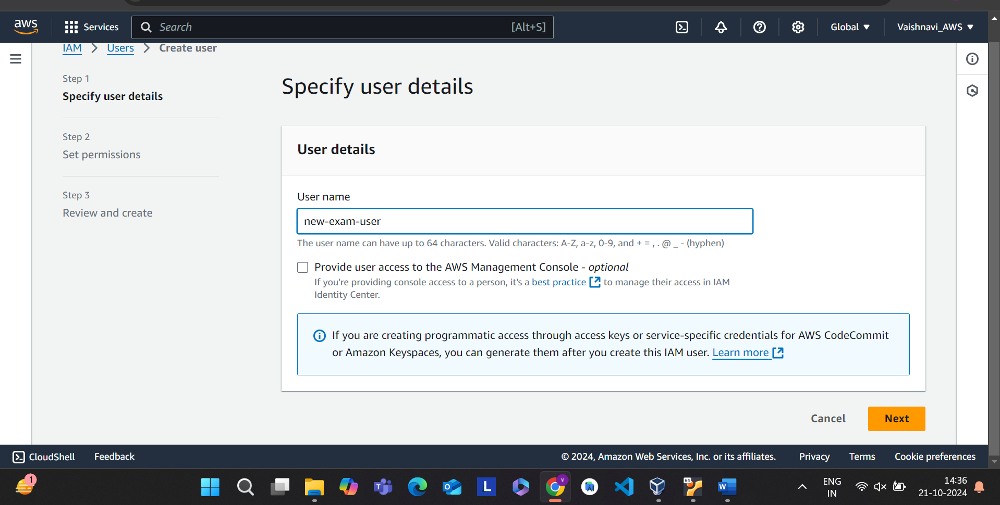 aws
Services
Search
[Alt+S]
Global
Vaishnavi_AWS
IAM
Users
Create user
Step 1
Specify user details
Step 2
Set permissions
Step 3
Review and create
Specify user details
User details
User name
new-exam-user
The user name can have up to 64 characters. Valid characters: A-Z, a-z, 0-9, and + = , . @ _ - (hyphen)
Provide user access to the AWS Management Console - optional
If you're providing console access to a person, it's a best practice to manage their access in IAM
Identity Center.
If you are creating programmatic access through access keys or service-specific credentials for AWS CodeCommit
or Amazon Keyspaces, you can generate them after you create this IAM user. Learn more
Cancel
Next
CloudShell
Feedback
© 2024, Amazon Web Services, Inc. or its affiliates.
Privacy
Terms
Cookie preferences
1
T
O
L
V
AI
64
W
ENG
IN
14:36
21-10-2024